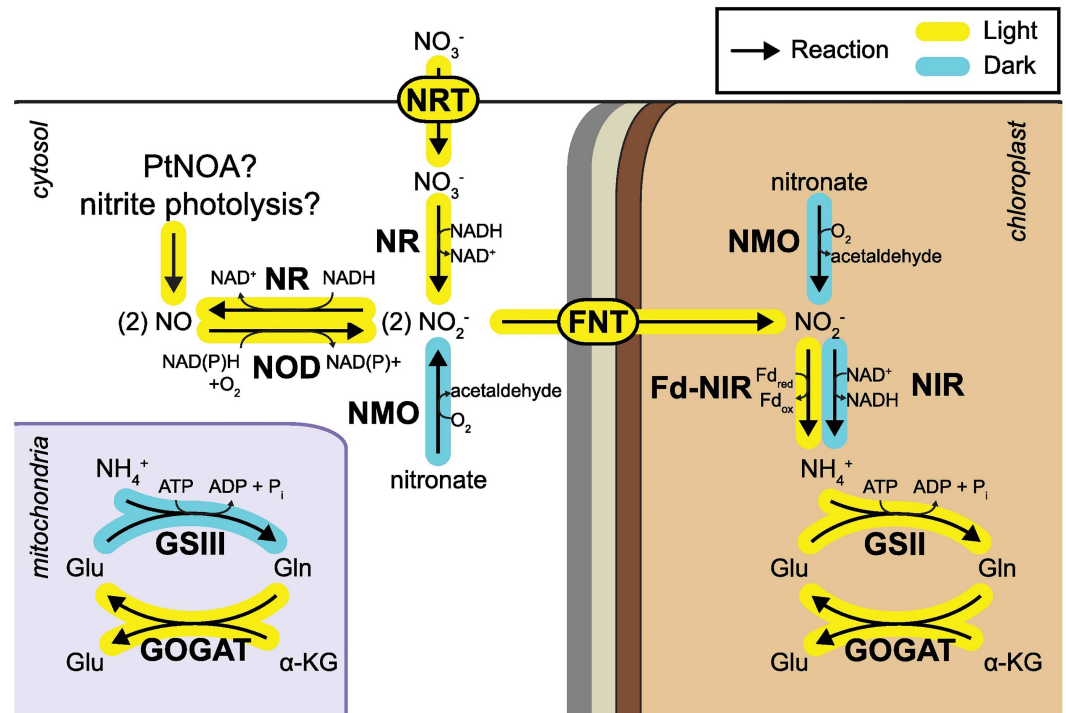 NO₃⁻
Reaction
Light
Dark
NRT
cytosol
chloroplast
PtNOA?
nitrite photolysis?
NO₃⁻
nitronate
NR
NADH
NAD⁺
NMO
O₂
acetaldehyde
NAD⁺
NR
NADH
(2) NO
(2) NO₂⁻
FNT
NO₂⁻
NAD(P)H
+O₂
NOD
NAD(P)+
NMO
acetaldehyde
O₂
nitronate
Fd-NIR
Fd_red
Fd_ox
NAD⁺
NADH
NIR
mitochondria
NH₄⁺
ATP
ADP + Pᵢ
GSIII
Glu
Gln
GOGAT
Glu
α-KG
NH₄⁺
ATP
ADP + Pᵢ
GSII
Glu
Gln
GOGAT
Glu
α-KG